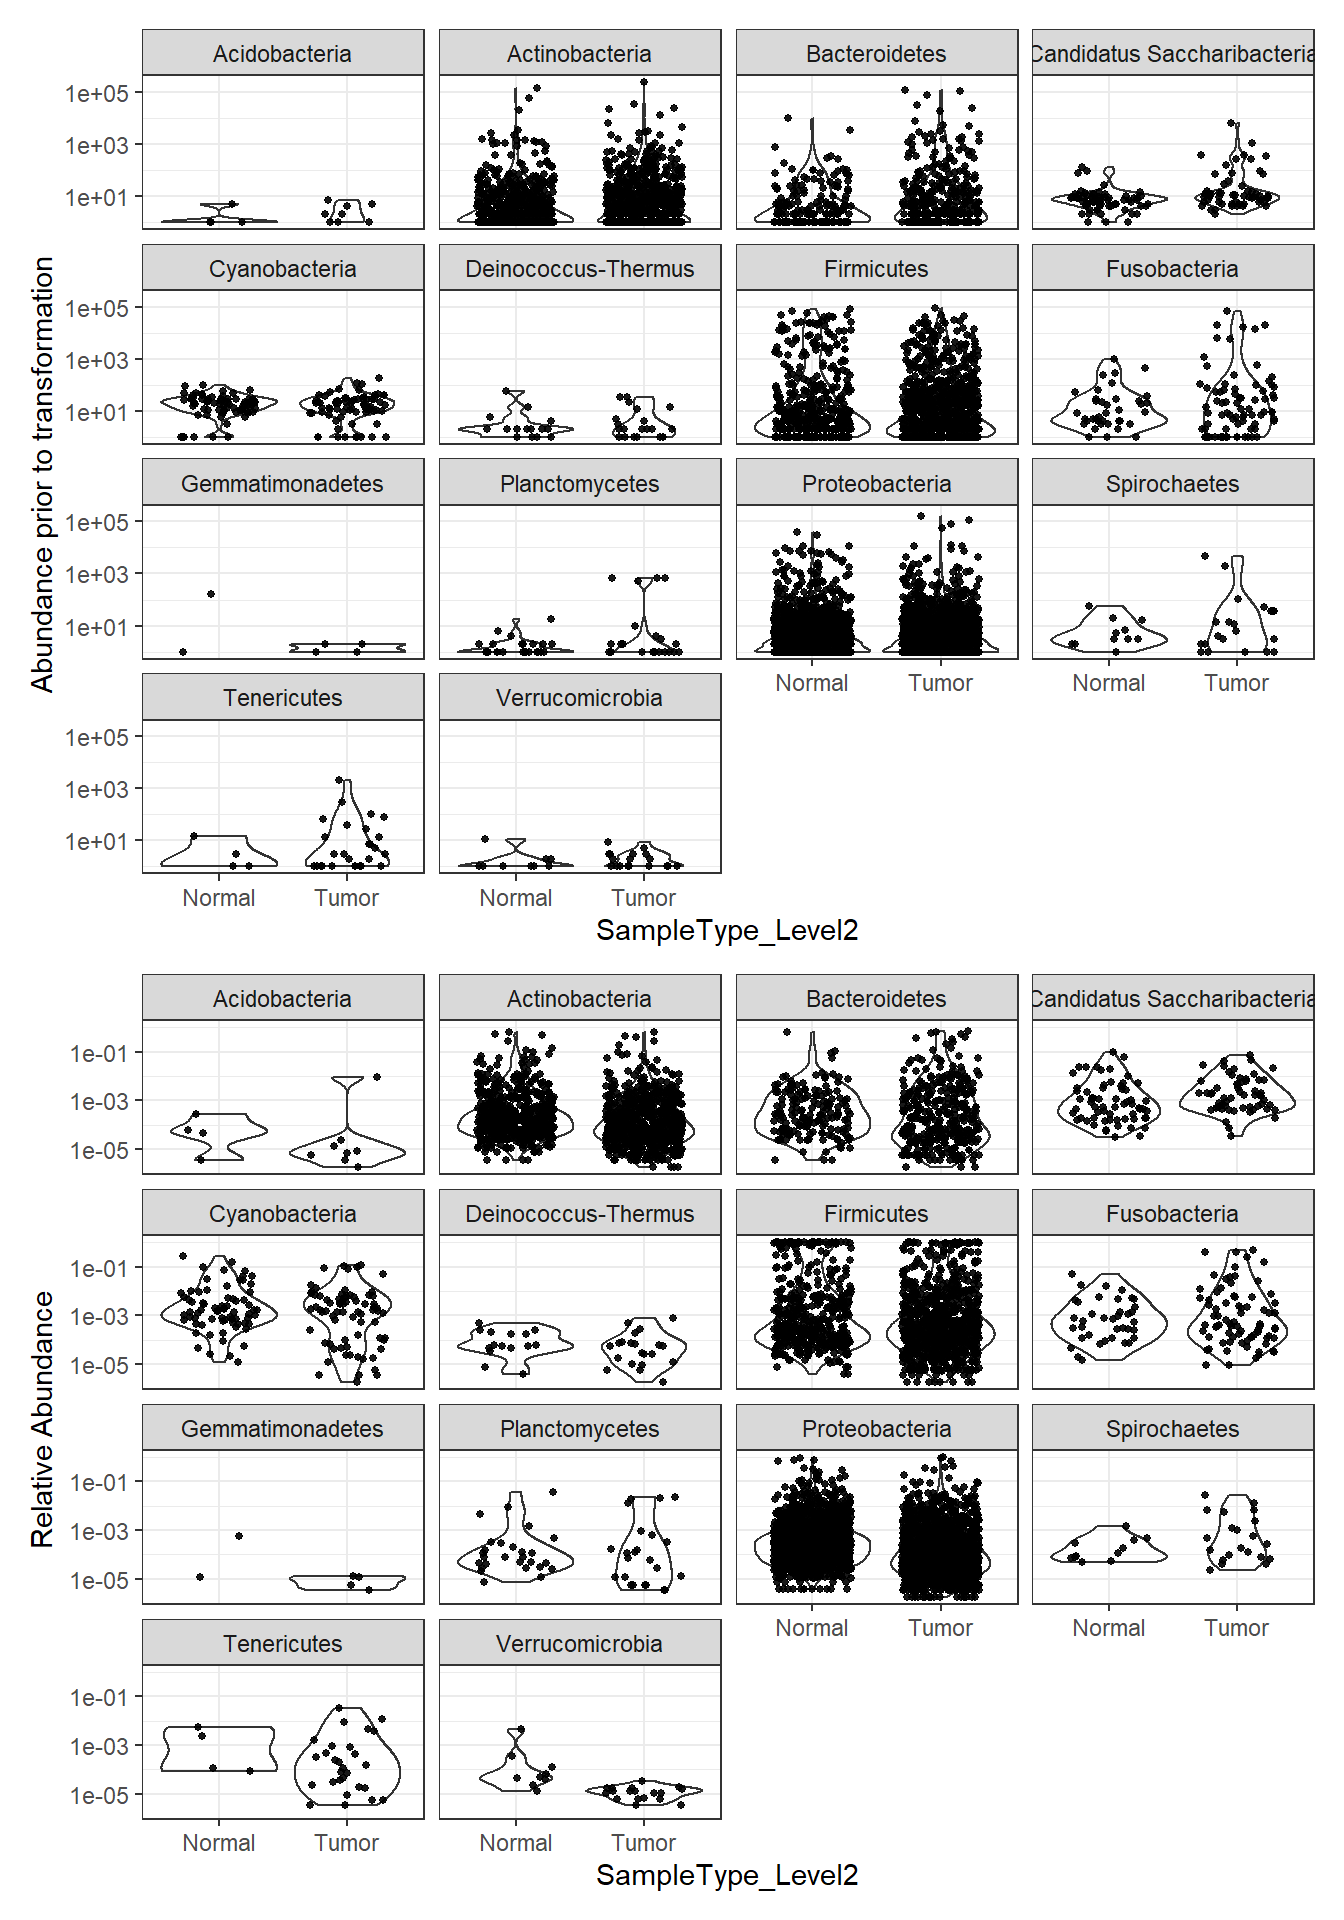 Abundance prior to transformation
Acidobacteria
Actinobacteria
Bacteroidetes
Candidatus Saccharibacteria
1e+05
1e+03
1e+01
Cyanobacteria
Deinococcus-Thermus
Firmicutes
Fusobacteria
1e+05
1e+03
1e+01
Gemmatimonadetes
Planctomycetes
Proteobacteria
Spirochaetes
1e+05
1e+03
1e+01
Normal Tumor
Normal Tumor
Tenericutes
Verrucomicrobia
1e+05
1e+03
1e+01
Normal Tumor
Normal Tumor
SampleType_Level2
Relative Abundance
Acidobacteria
Actinobacteria
Bacteroidetes
Candidatus Saccharibacteria
1e-01
1e-03
1e-05
Cyanobacteria
Deinococcus-Thermus
Firmicutes
Fusobacteria
1e-01
1e-03
1e-05
Gemmatimonadetes
Planctomycetes
Proteobacteria
Spirochaetes
1e-01
1e-03
1e-05
Normal Tumor
Normal Tumor
Tenericutes
Verrucomicrobia
1e-01
1e-03
1e-05
Normal Tumor
Normal Tumor
SampleType_Level2